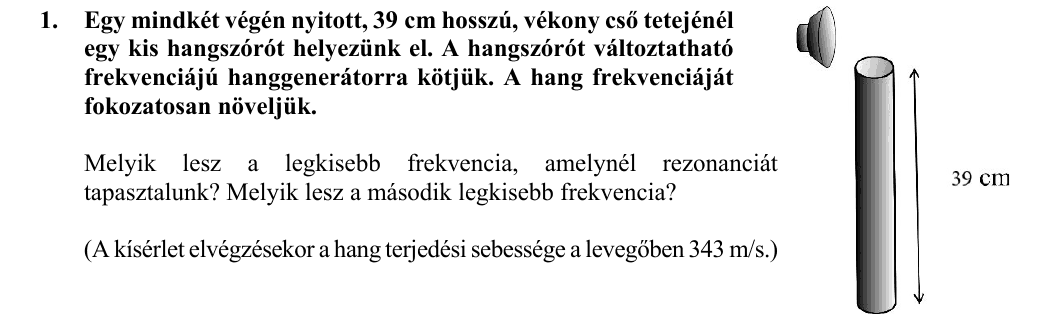 1. Egy mindkét végén nyitott, 39 cm hosszú, vékony cső tetejénél
egy kis hangszórót helyezünk el. A hangszórót változtatható
frekvenciájú hanggenerátorra kötjük. A hang frekvenciáját
fokozatosan növeljük.
Melyik lesz a legkisebb frekvencia, amelynél rezonanciát
tapasztalunk? Melyik lesz a második legkisebb frekvencia?
(A kísérlet elvégzésekor a hang terjedési sebessége a levegőben 343 m/s.)
39 cm